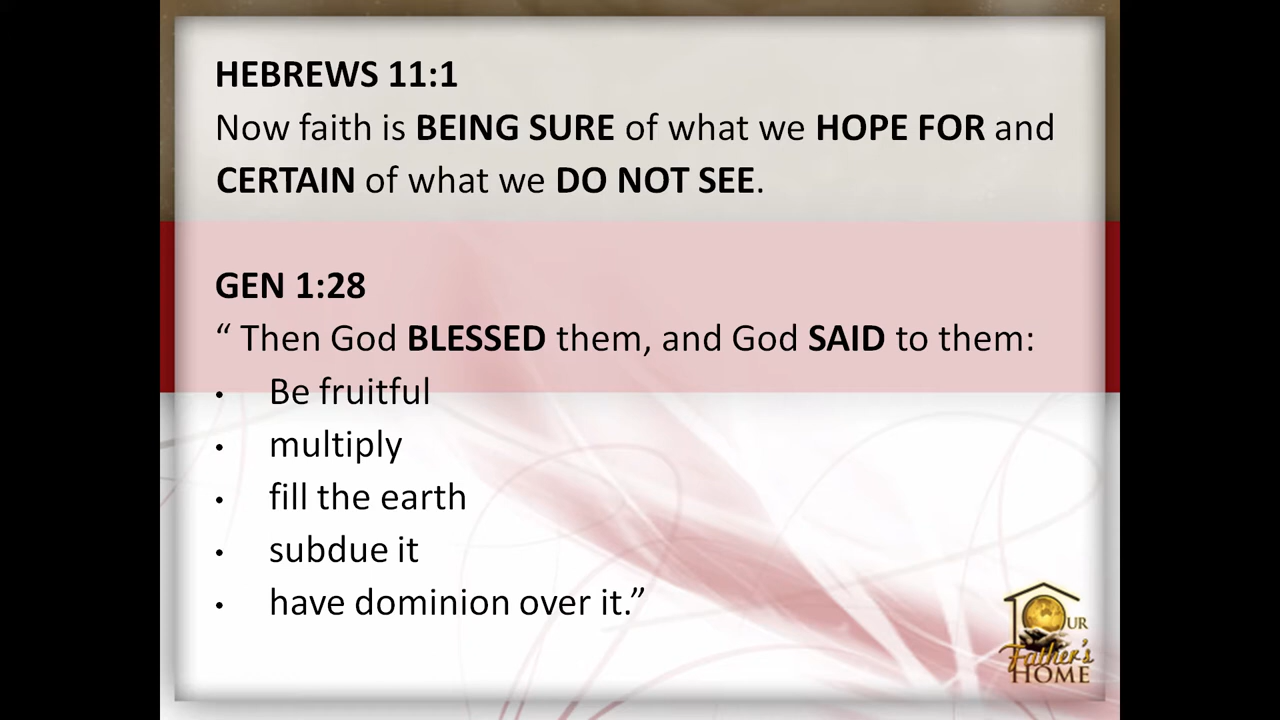 HEBREWS 11:1
Now faith is BEING SURE of what we HOPE FOR and
CERTAIN of what we DO NOT SEE.
GEN 1:28
“ Then God BLESSED them, and God SAID to them:
• Be fruitful
• multiply
• fill the earth
• subdue it
• have dominion over it.”
OUR
Father's
HOME